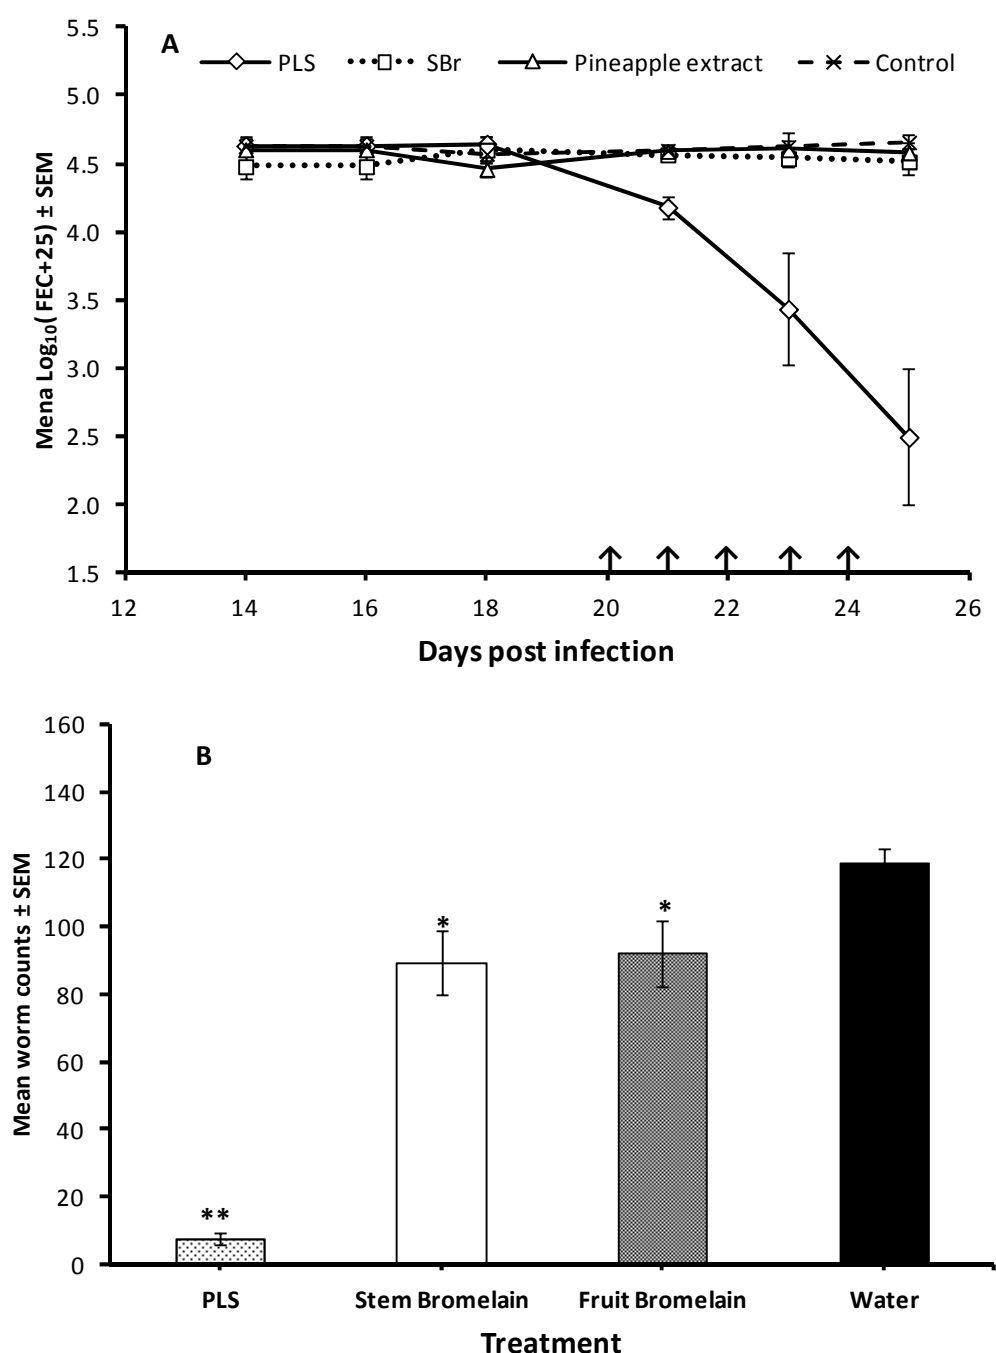 A
PLS
SBr
Pineapple extract
Control
Mena Log₁₀( FEC+25) ± SEM
5.5
5.0
4.5
4.0
3.5
3.0
2.5
2.0
1.5
12 14 16 18 20 22 24 26
Days post infection
B
Mean worm counts ± SEM
160
140
120
100
80
60
40
20
0
**
*
*
PLS Stem Bromelain Fruit Bromelain Water
Treatment